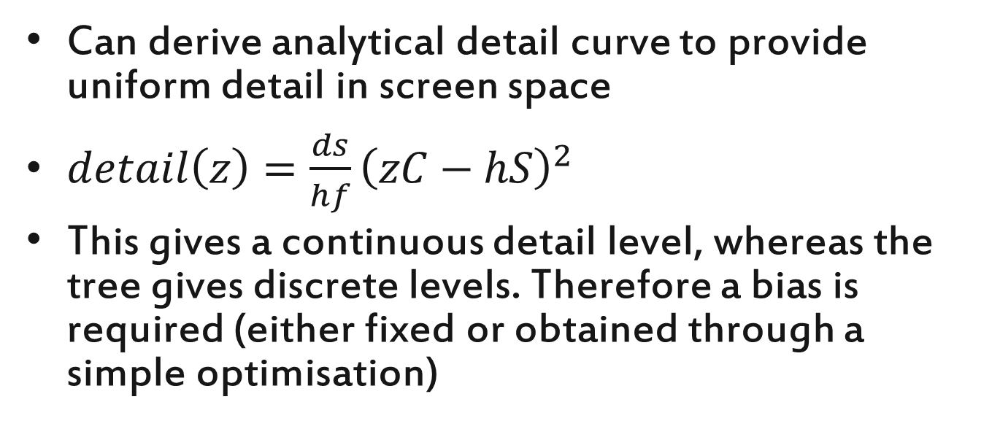 • Can derive analytical detail curve to provide
uniform detail in screen space
• detail(z) = ds/hf (zC − hS)²
• This gives a continuous detail level, whereas the
tree gives discrete levels. Therefore a bias is
required (either fixed or obtained through a
simple optimisation)